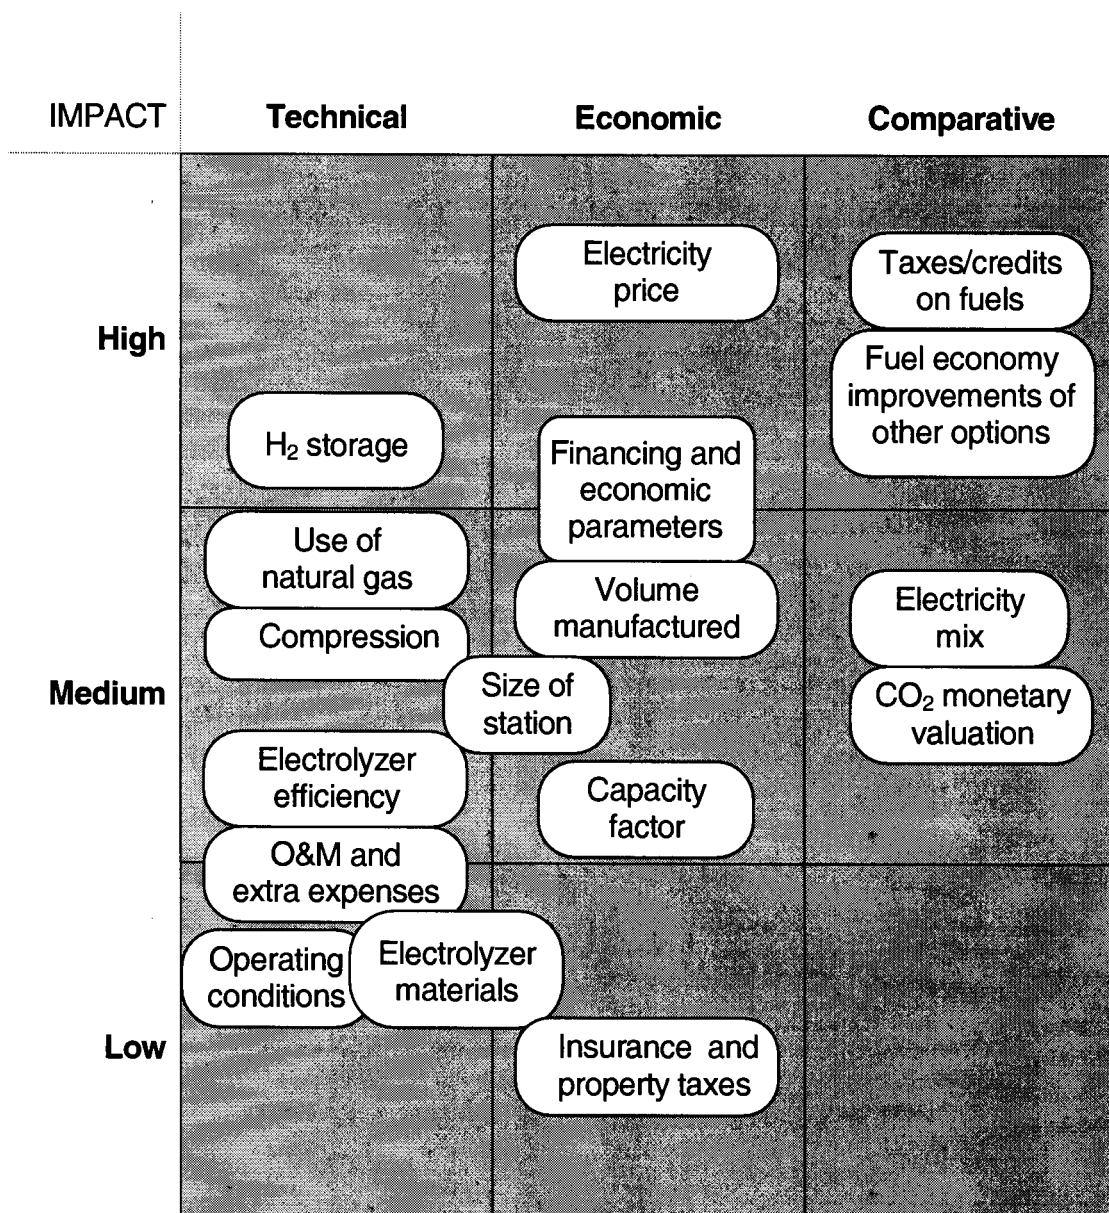 IMPACT
Technical
Economic
Comparative
High
Electricity
price
Taxes/credits
on fuels
Fuel economy
improvements of
other options
H₂ storage
Financing and
economic
parameters
Medium
Use of
natural gas
Volume
manufactured
Electricity
mix
Compression
Size of
station
CO₂ monetary
valuation
Electrolyzer
efficiency
Capacity
factor
O&M and
extra expenses
Low
Operating
conditions
Electrolyzer
materials
Insurance and
property taxes